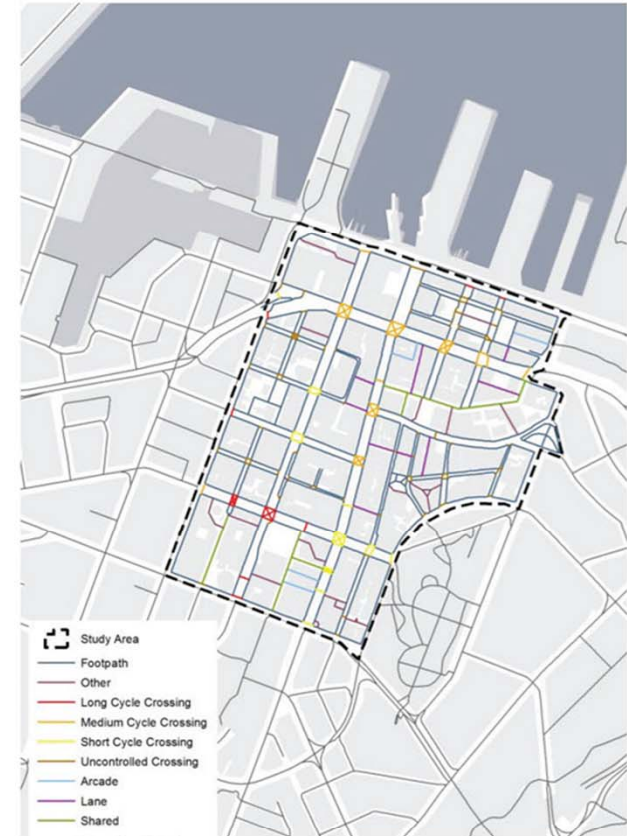 Study Area
Footpath
Other
Long Cycle Crossing
Medium Cycle Crossing
Short Cycle Crossing
Uncontrolled Crossing
Arcade
Lane
Shared